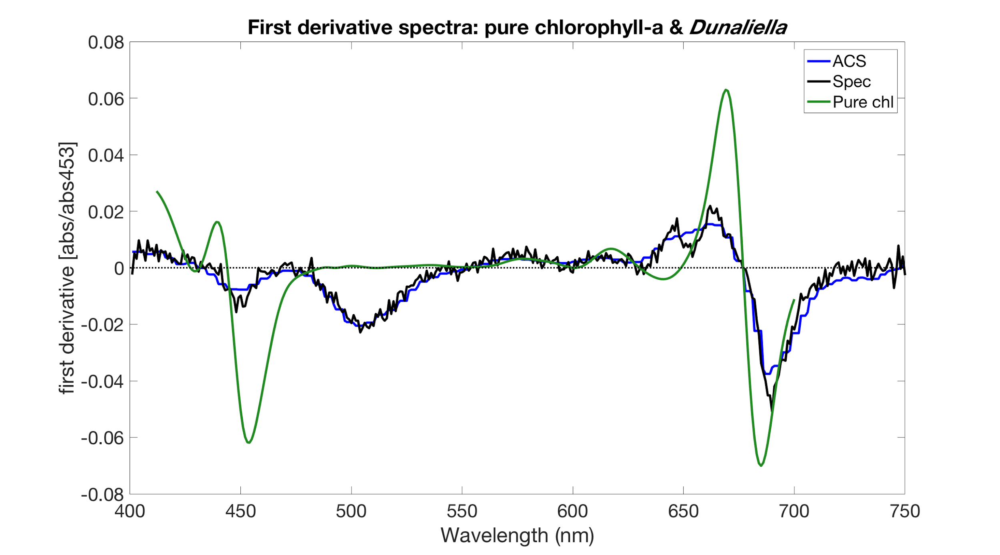 First derivative spectra: pure chlorophyll-a & Dunaliella
ACS
Spec
Pure chl
first derivative [abs/abs453]
0.08
0.06
0.04
0.02
0
-0.02
-0.04
-0.06
-0.08
400 450 500 550 600 650 700 750
Wavelength (nm)